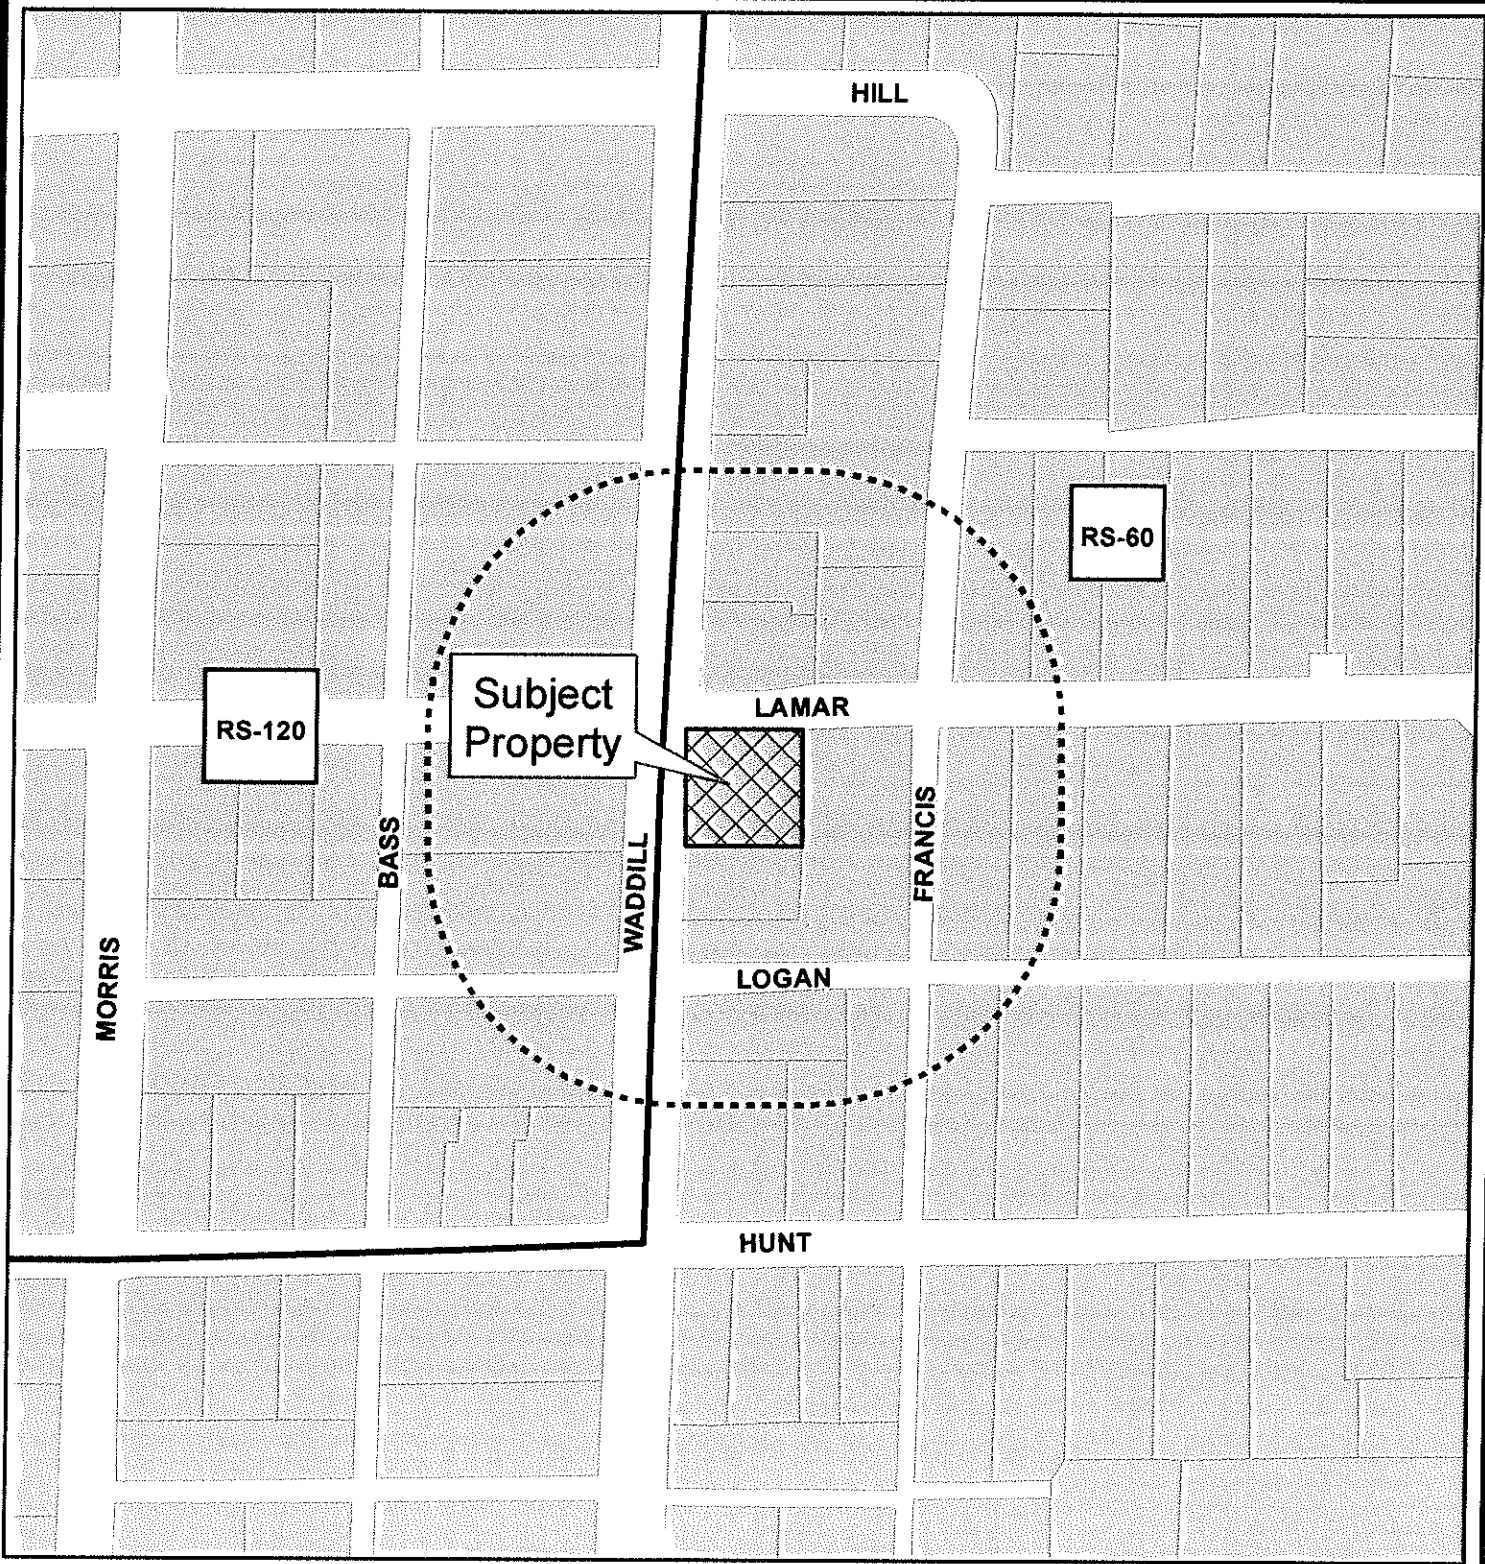 HILL
RS-60
Subject
Property
LAMAR
RS-120
BASS
WADDILL
FRANCIS
MORRIS
LOGAN
HUNT